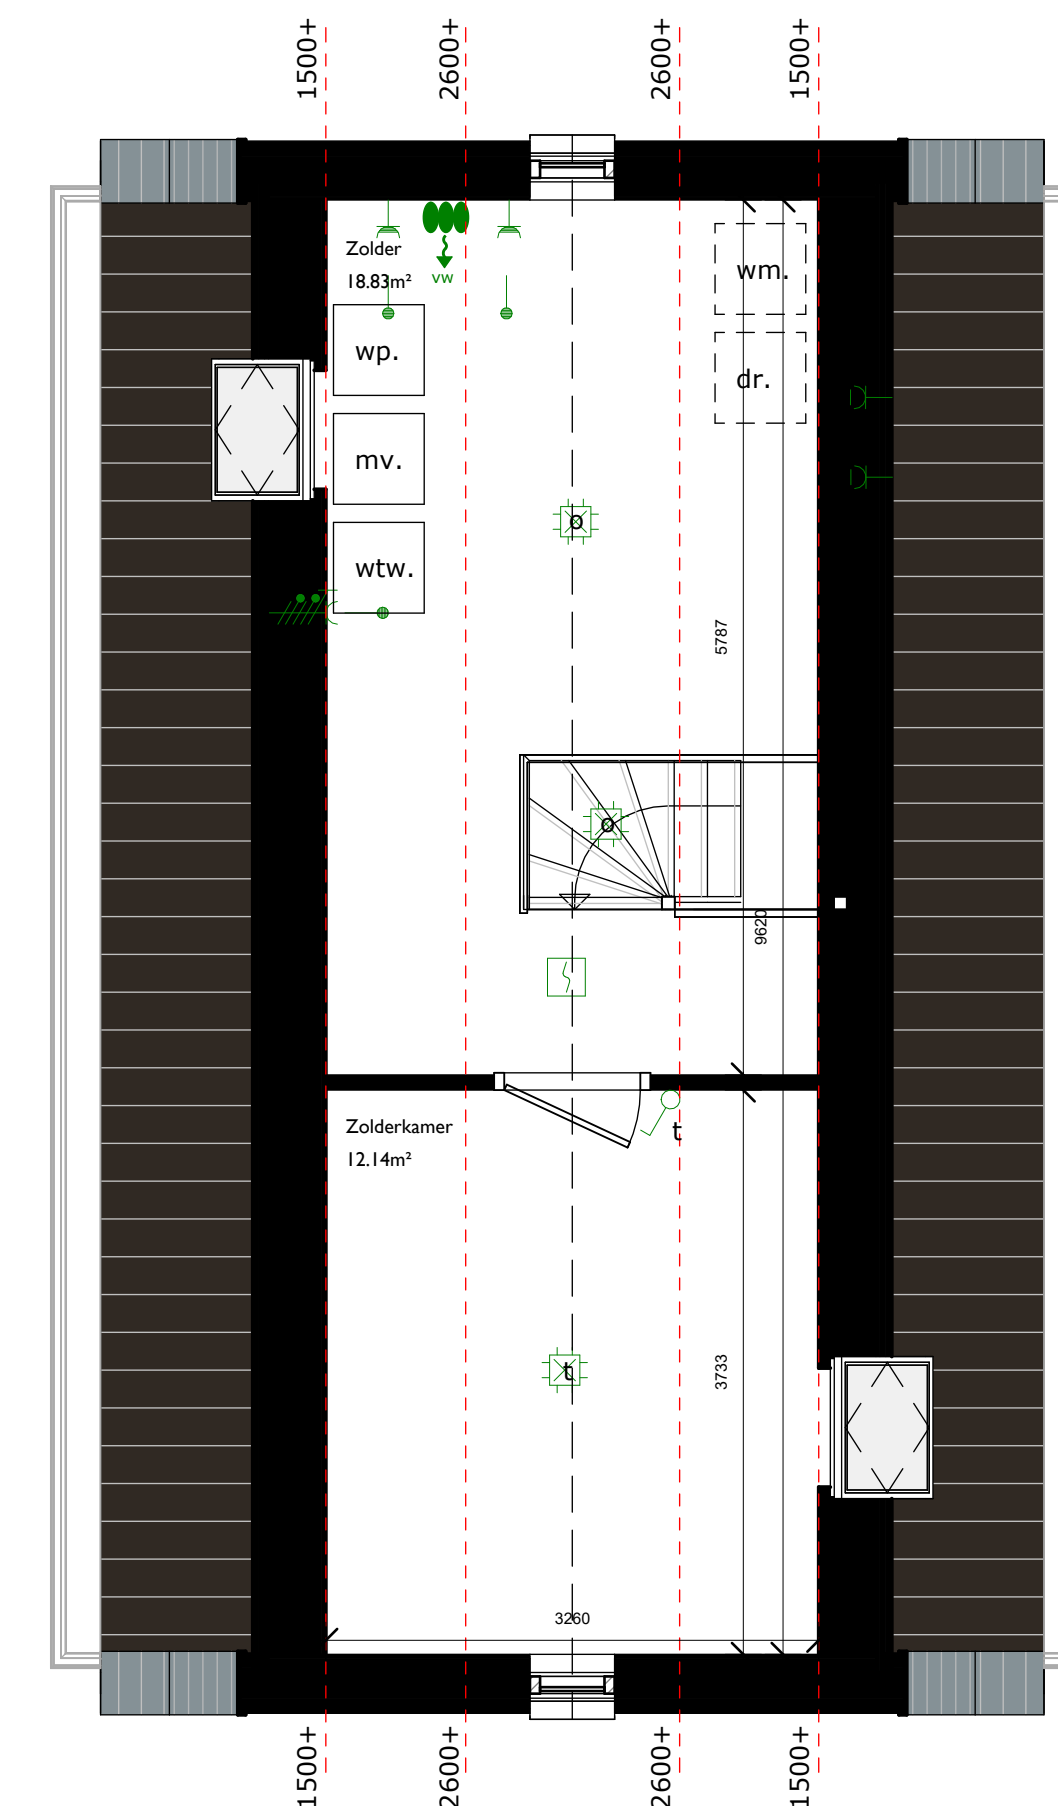 1500+
2600+
2600+
1500+
Zolder
18.83m²
vw
wm.
wp.
dr.
mv.
o
wtw.
5787
o
9620
Zolderkamer
12.14m²
t
t
3733
3260
1500+
2600+
2600+
1500+